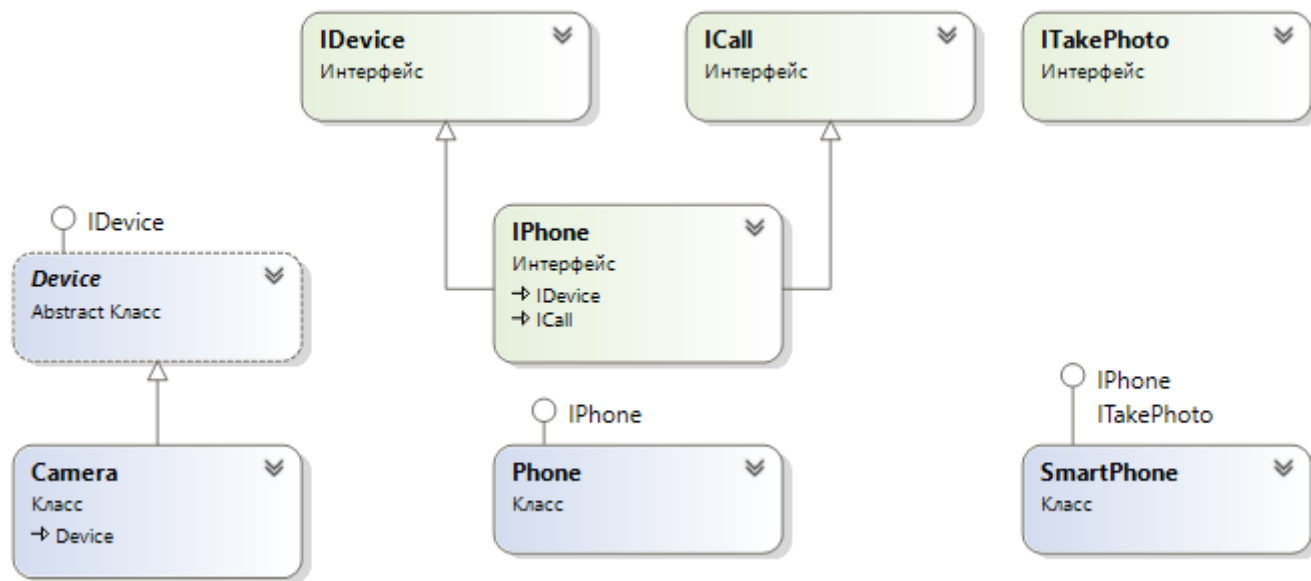 IDevice
Интерфейс
ICall
Интерфейс
ITakePhoto
Интерфейс
IDevice
Device
Abstract Класс
IPhone
Интерфейс
IDevice
ICall
IPhone
IPhone
ITakePhoto
Camera
Класс
Device
Phone
Класс
SmartPhone
Класс